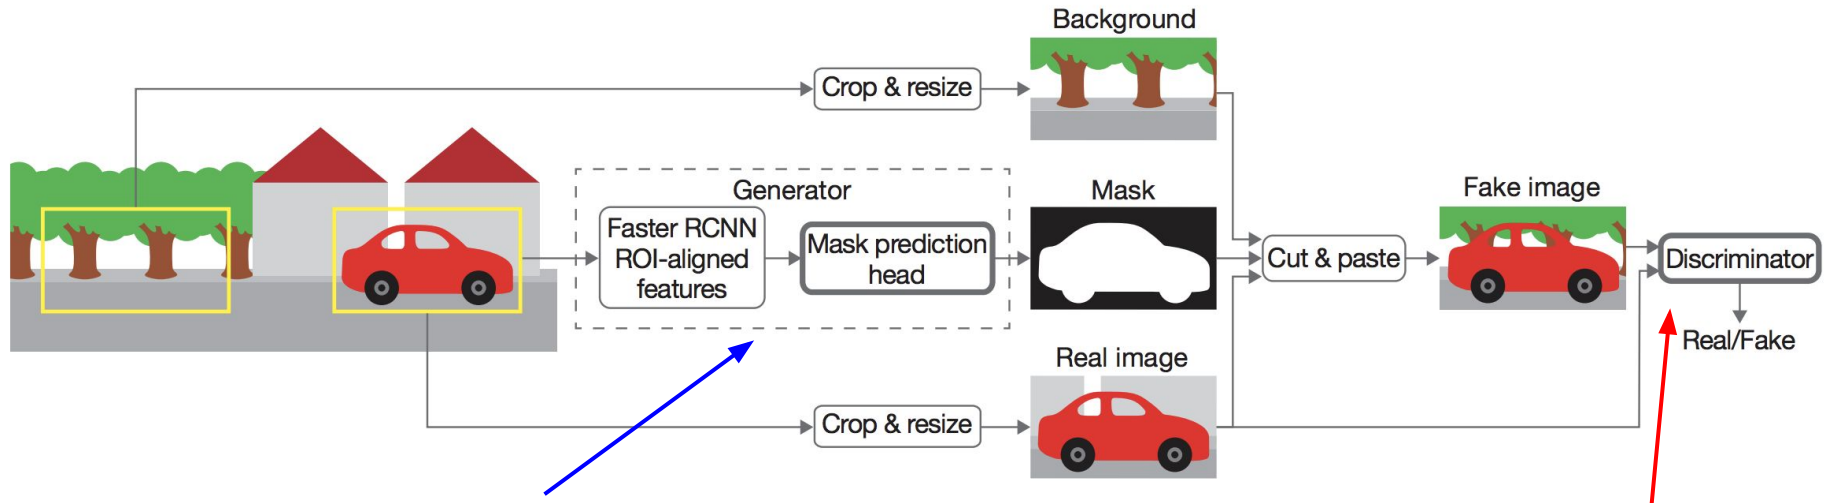 Background
Crop & resize
Generator
Faster RCNN
ROI-aligned
features
Mask prediction
head
Mask
Cut & paste
Fake image
Discriminator
Real/Fake
Real image
Crop & resize